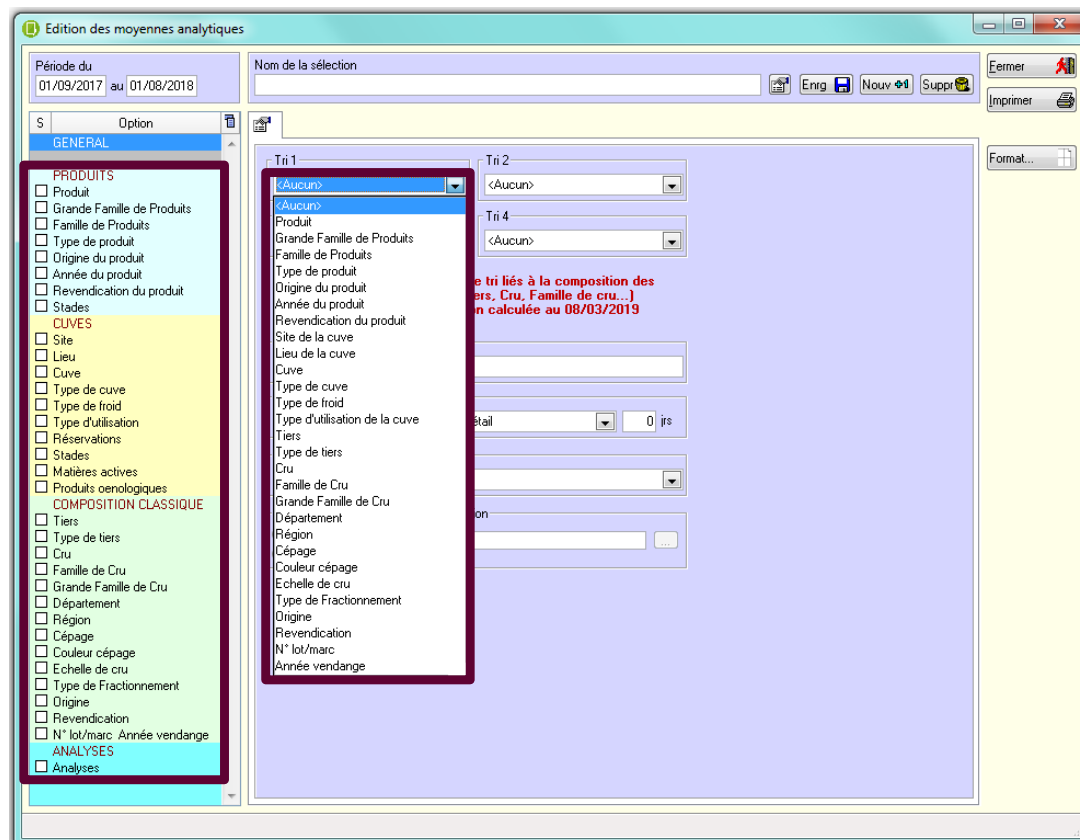 Edition des moyennes analytiques
Période du
01/09/2017 au 01/08/2018
Nom de la sélection
Enrg
Nouv
Suppr
Fermer
Imprimer
Format...
S Option
GENERAL
PRODUITS
Produit
Grande Famille de Produits
Famille de Produits
Type de produit
Origine du produit
Année du produit
Revendication du produit
Stades
CUVES
Site
Lieu
Cuve
Type de cuve
Type de froid
Type d'utilisation
Réservations
Stades
Matières actives
Produits oenologiques
COMPOSITION CLASSIQUE
Tiers
Type de tiers
Cru
Famille de Cru
Grande Famille de Cru
Département
Région
Cépage
Couleur cépage
Echelle de cru
Type de Fractionnement
Origine
Revendication
N° lot/marc Année vendange
ANALYSES
Analyses
Tri 1
<Aucun>
<Aucun>
Produit
Grande Famille de Produits
Famille de Produits
Type de produit
Origine du produit
Année du produit
Revendication du produit
Site de la cuve
Lieu de la cuve
Cuve
Type de cuve
Type de froid
Type d'utilisation de la cuve
Tiers
Type de tiers
Cru
Famille de Cru
Grande Famille de Cru
Département
Région
Cépage
Couleur cépage
Echelle de cru
Type de Fractionnement
Origine
Revendication
N° lot/marc
Année vendange
Tri 2
<Aucun>
Tri 4
<Aucun>
e tri liés à la composition des
ers, Cru, Famille de cru...)
on calculée au 08/03/2019
étail
0 jrs
on
...